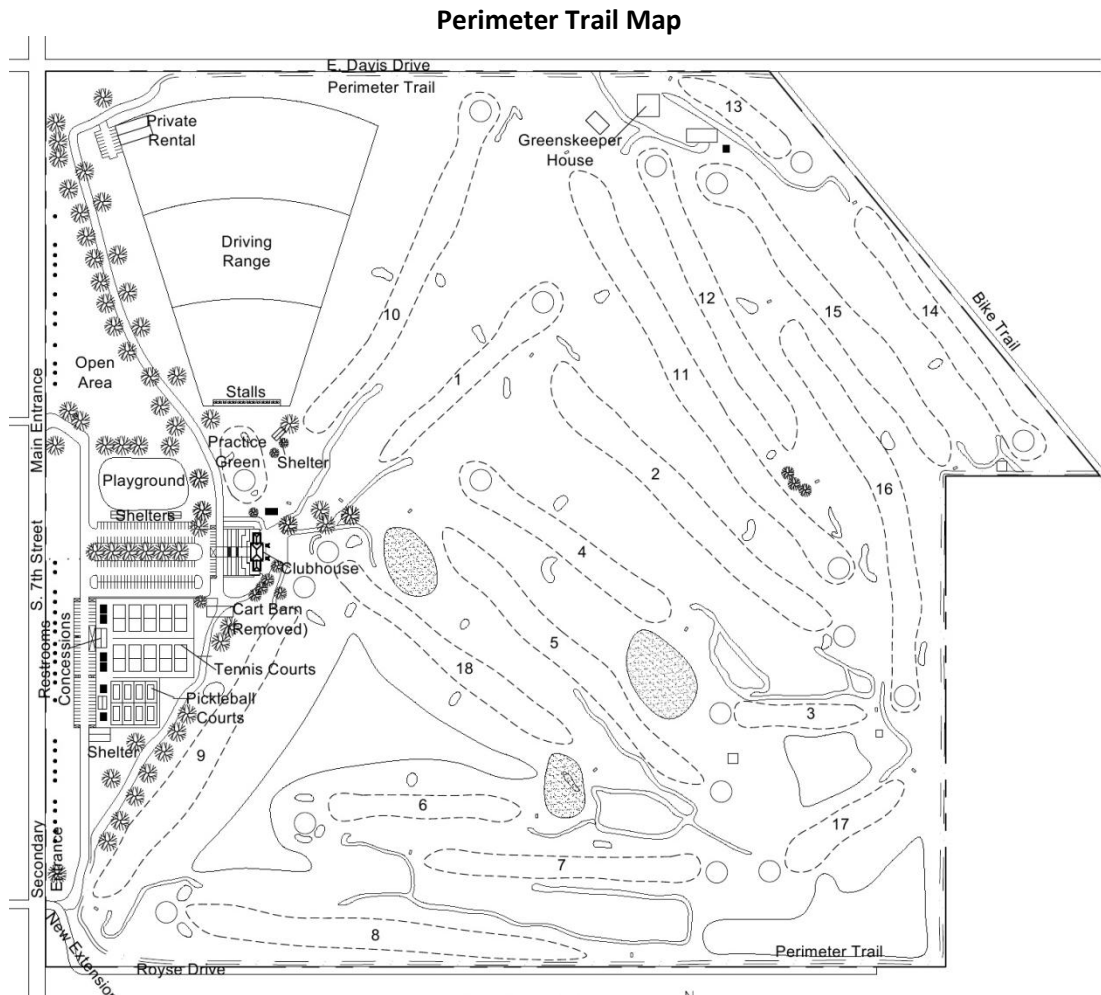 Perimeter Trail Map
E. Davis Drive
Perimeter Trail
Private
Rental
Greenskeeper
House
13
Driving
Range
10
12
15
14
Bike Trail
Open
Area
11
1
Main Entrance
Stalls
Practice
Green
Shelter
2
Playground
16
Shelters
S. 7th Street
4
Clubhouse
Cart Barn
(Removed)
Restrooms
Concessions
Tennis Courts
5
18
Pickleball
Courts
3
Shelter
9
6
17
Secondary
Entrance
7
8
New Extension
Perimeter Trail
Royse Drive